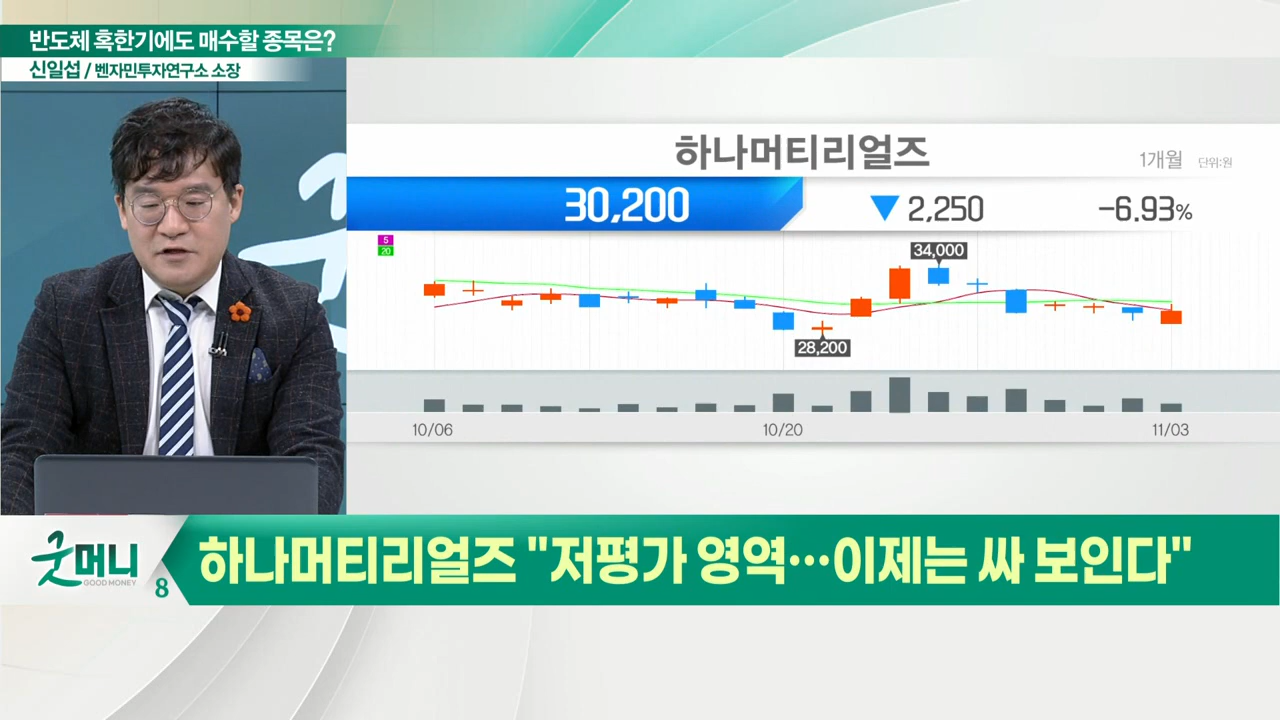 반도체 혹한기에도 매수할 종목은?
신일섭 / 벤자민투자연구소 소장
하나머티리얼즈
1개월 단위:원
30,200 ▼ 2,250 -6.93%
5
20
34,000
28,200
10/06 10/20 11/03
굿머니
GOOD MONEY
8
하나머티리얼즈 "저평가 영역…이제는 싸 보인다"